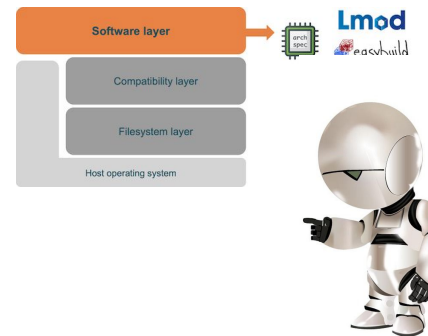 Software layer
arch
spec
Lmod
easybuild
Compatibility layer
Filesystem layer
Host operating system